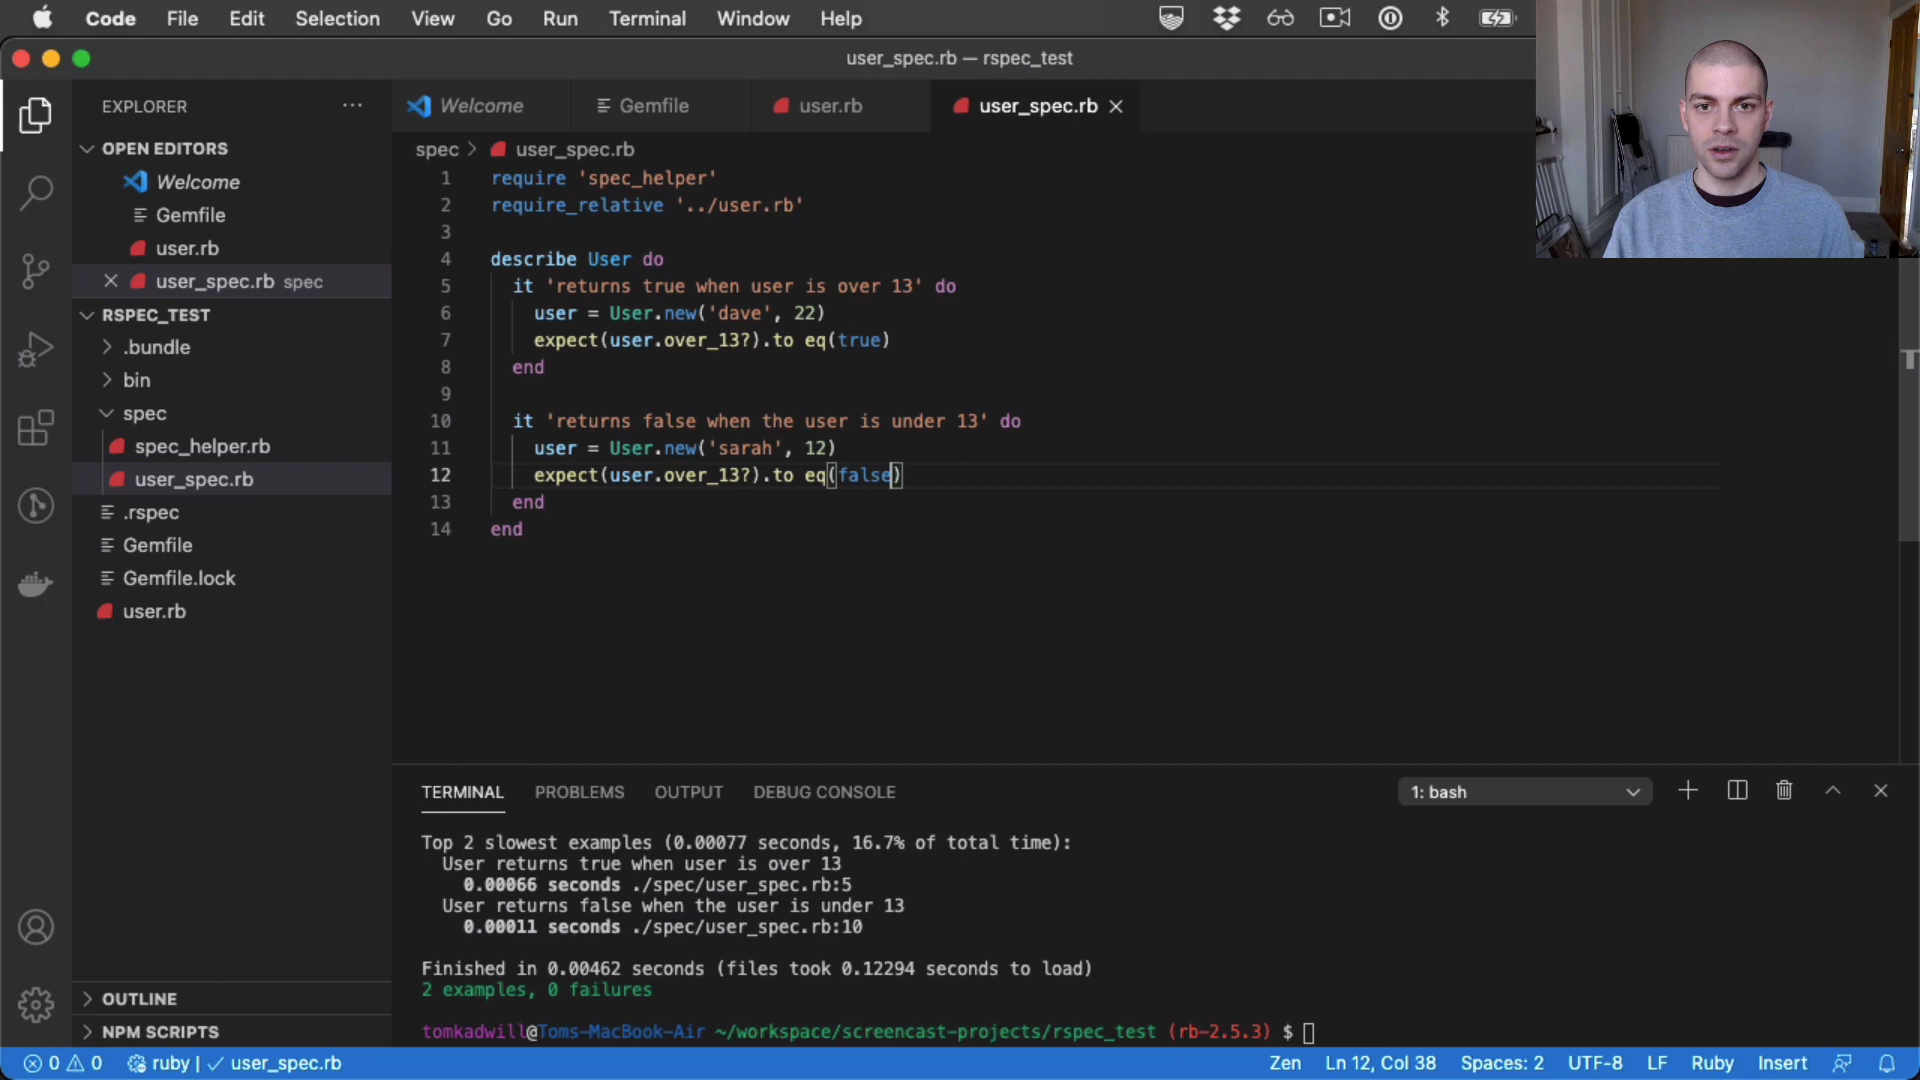 Code File Edit Selection View Go Run Terminal Window Help
user_spec.rb — rspec_test
EXPLORER
Welcome Gemfile user.rb user_spec.rb
OPEN EDITORS
Welcome
Gemfile
user.rb
user_spec.rb spec
RSPEC_TEST
.bundle
bin
spec
spec_helper.rb
user_spec.rb
.rspec
Gemfile
Gemfile.lock
user.rb
OUTLINE
NPM SCRIPTS
spec > user_spec.rb
1 require 'spec_helper'
2 require_relative '../user.rb'
3
4 describe User do
5 it 'returns true when user is over 13' do
6 user = User.new('dave', 22)
7 expect(user.over_13?).to eq(true)
8 end
9
10 it 'returns false when the user is under 13' do
11 user = User.new('sarah', 12)
12 expect(user.over_13?).to eq(false)
13 end
14 end
TERMINAL PROBLEMS OUTPUT DEBUG CONSOLE
1: bash
Top 2 slowest examples (0.00077 seconds, 16.7% of total time):
User returns true when user is over 13
0.00066 seconds ./spec/user_spec.rb:5
User returns false when the user is under 13
0.00011 seconds ./spec/user_spec.rb:10
Finished in 0.00462 seconds (files took 0.12294 seconds to load)
2 examples, 0 failures
tomkadwill@Toms-MacBook-Air ~/workspace/screencast-projects/rspec_test (rb-2.5.3) $
0 0 ruby | ✓ user_spec.rb Zen Ln 12, Col 38 Spaces: 2 UTF-8 LF Ruby Insert